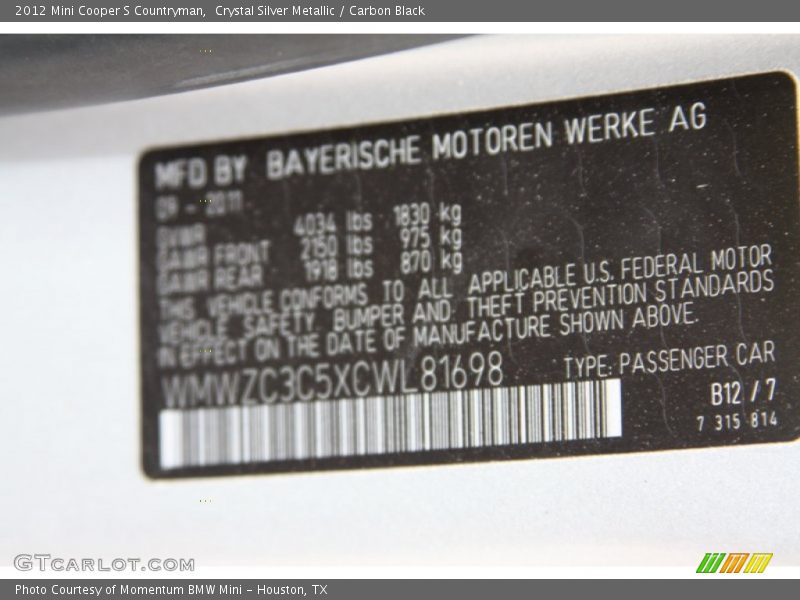 2012 Mini Cooper S Countryman,  Crystal Silver Metallic / Carbon Black
MFD BY BAYERISCHE MOTOREN WERKE AG
09 - 2011
GVWR 4034 lbs 1830 kg
GAWR FRONT 2150 lbs 975 kg
GAWR REAR 1918 lbs 870 kg
THIS VEHICLE CONFORMS TO ALL APPLICABLE U.S. FEDERAL MOTOR
VEHICLE SAFETY, BUMPER AND THEFT PREVENTION STANDARDS
IN EFFECT ON THE DATE OF MANUFACTURE SHOWN ABOVE.
WMWZC3C5XCWL81698 TYPE: PASSENGER CAR
B12 / 7
7 315 814
GTCARLOT.COM
Photo Courtesy of Momentum BMW Mini - Houston, TX